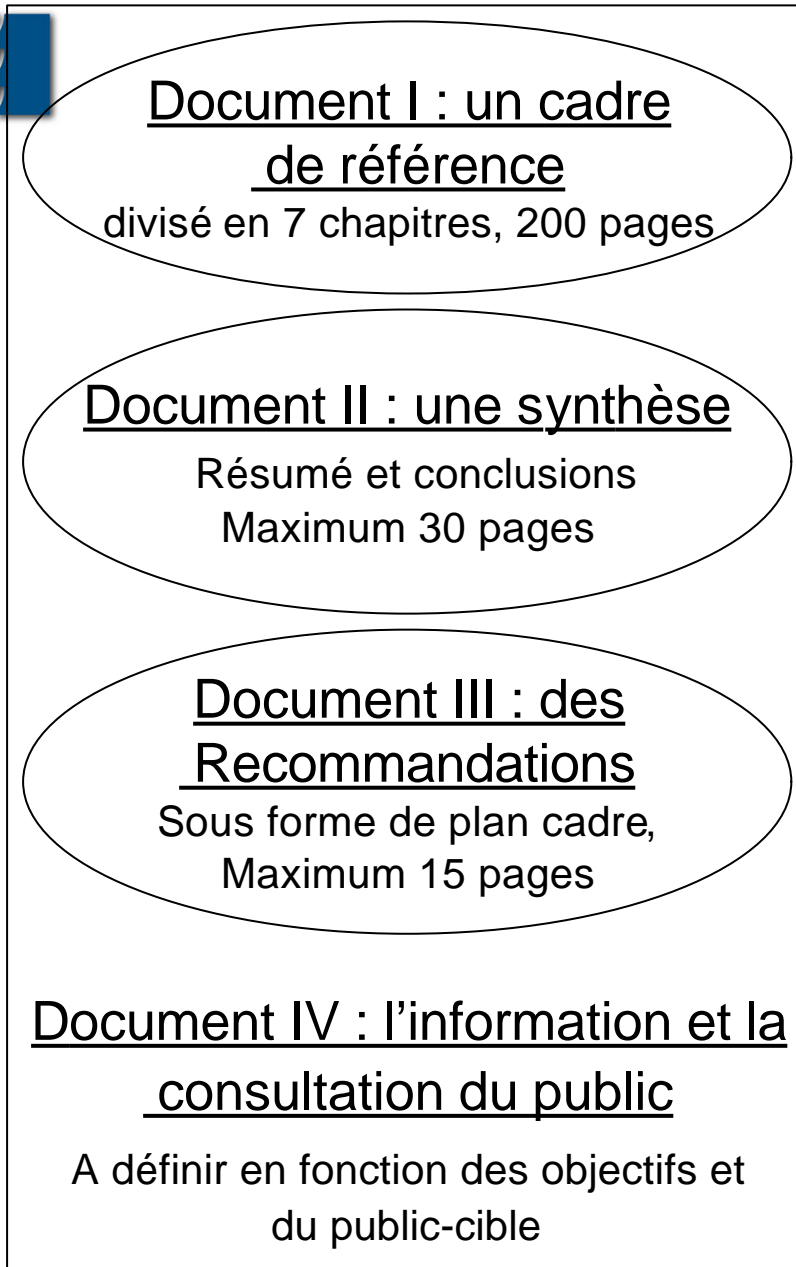 Document I : un cadre
de référence
divisé en 7 chapitres, 200 pages
Document II : une synthèse
Résumé et conclusions
Maximum 30 pages
Document III : des
Recommandations
Sous forme de plan cadre,
Maximum 15 pages
Document IV : l’information et la
consultation du public
A définir en fonction des objectifs et
du public-cible